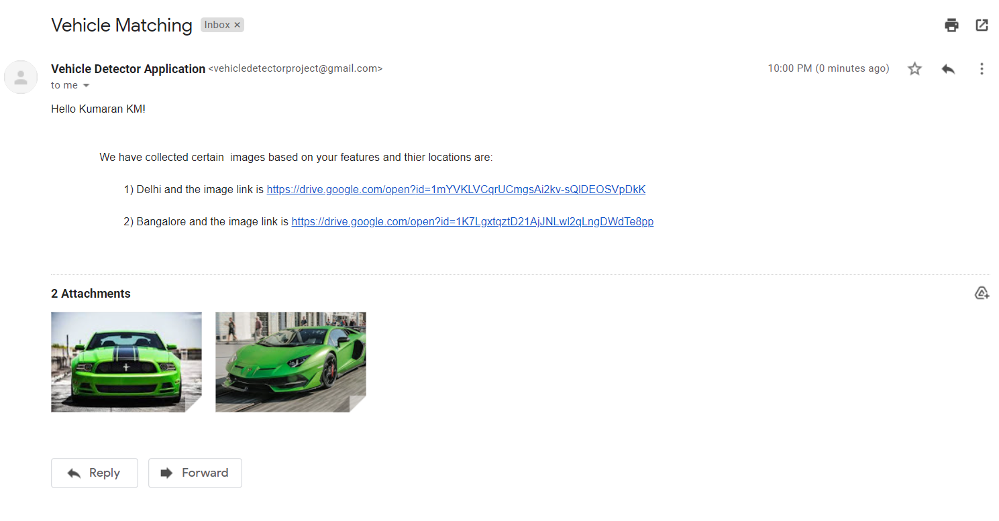 Vehicle Matching Inbox ×
Vehicle Detector Application <vehicledetectorproject@gmail.com> 10:00 PM (0 minutes ago)
to me
Hello Kumaran KM!
We have collected certain  images based on your features and thier locations are:
1) Delhi and the image link is https://drive.google.com/open?id=1mYVKLVCqrUCmgsAi2kv-sQlDEOSVpDkK
2) Bangalore and the image link is https://drive.google.com/open?id=1K7LgxtqztD21AjJNLwl2qLngDWdTe8pp
2 Attachments
Reply Forward